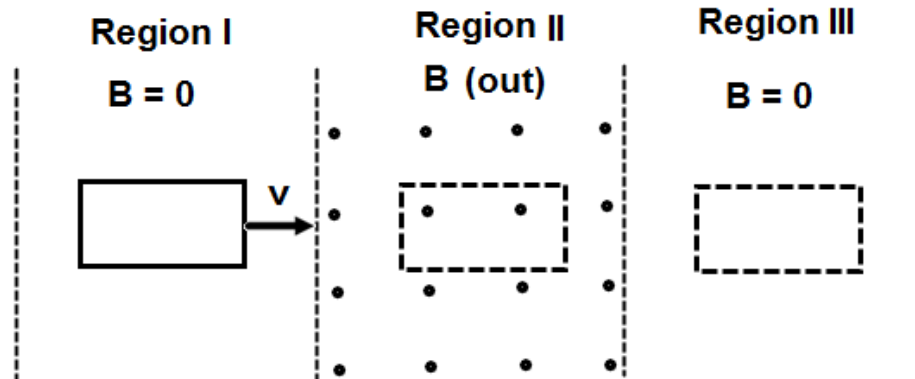 Region I
Region II
Region III
B = 0
B (out)
B = 0
v